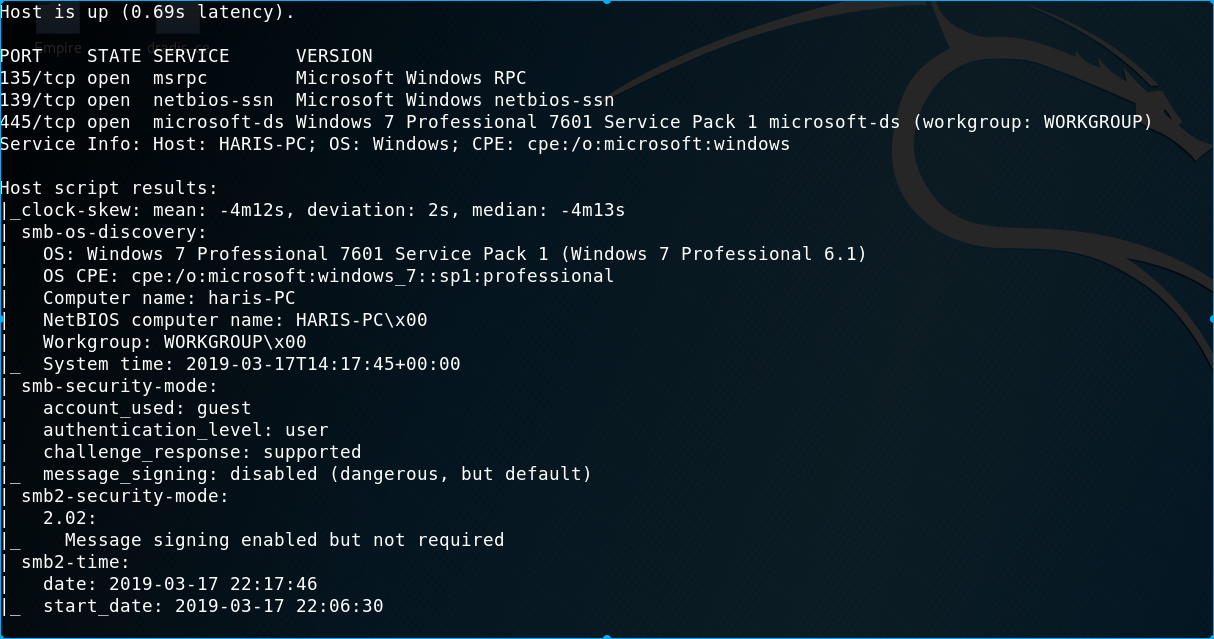 Host is up (0.69s latency).
Empire
PORT    STATE SERVICE      VERSION
135/tcp open  msrpc        Microsoft Windows RPC
139/tcp open  netbios-ssn  Microsoft Windows netbios-ssn
445/tcp open  microsoft-ds Windows 7 Professional 7601 Service Pack 1 microsoft-ds (workgroup: WORKGROUP)
Service Info: Host: HARIS-PC; OS: Windows; CPE: cpe:/o:microsoft:windows
Host script results:
|_clock-skew: mean: -4m12s, deviation: 2s, median: -4m13s
| smb-os-discovery:
|   OS: Windows 7 Professional 7601 Service Pack 1 (Windows 7 Professional 6.1)
|   OS CPE: cpe:/o:microsoft:windows_7::sp1:professional
|   Computer name: haris-PC
|   NetBIOS computer name: HARIS-PC\x00
|   Workgroup: WORKGROUP\x00
|_  System time: 2019-03-17T14:17:45+00:00
| smb-security-mode:
|   account_used: guest
|   authentication_level: user
|   challenge_response: supported
|_  message_signing: disabled (dangerous, but default)
| smb2-security-mode:
|   2.02:
|_    Message signing enabled but not required
| smb2-time:
|   date: 2019-03-17 22:17:46
|_  start_date: 2019-03-17 22:06:30